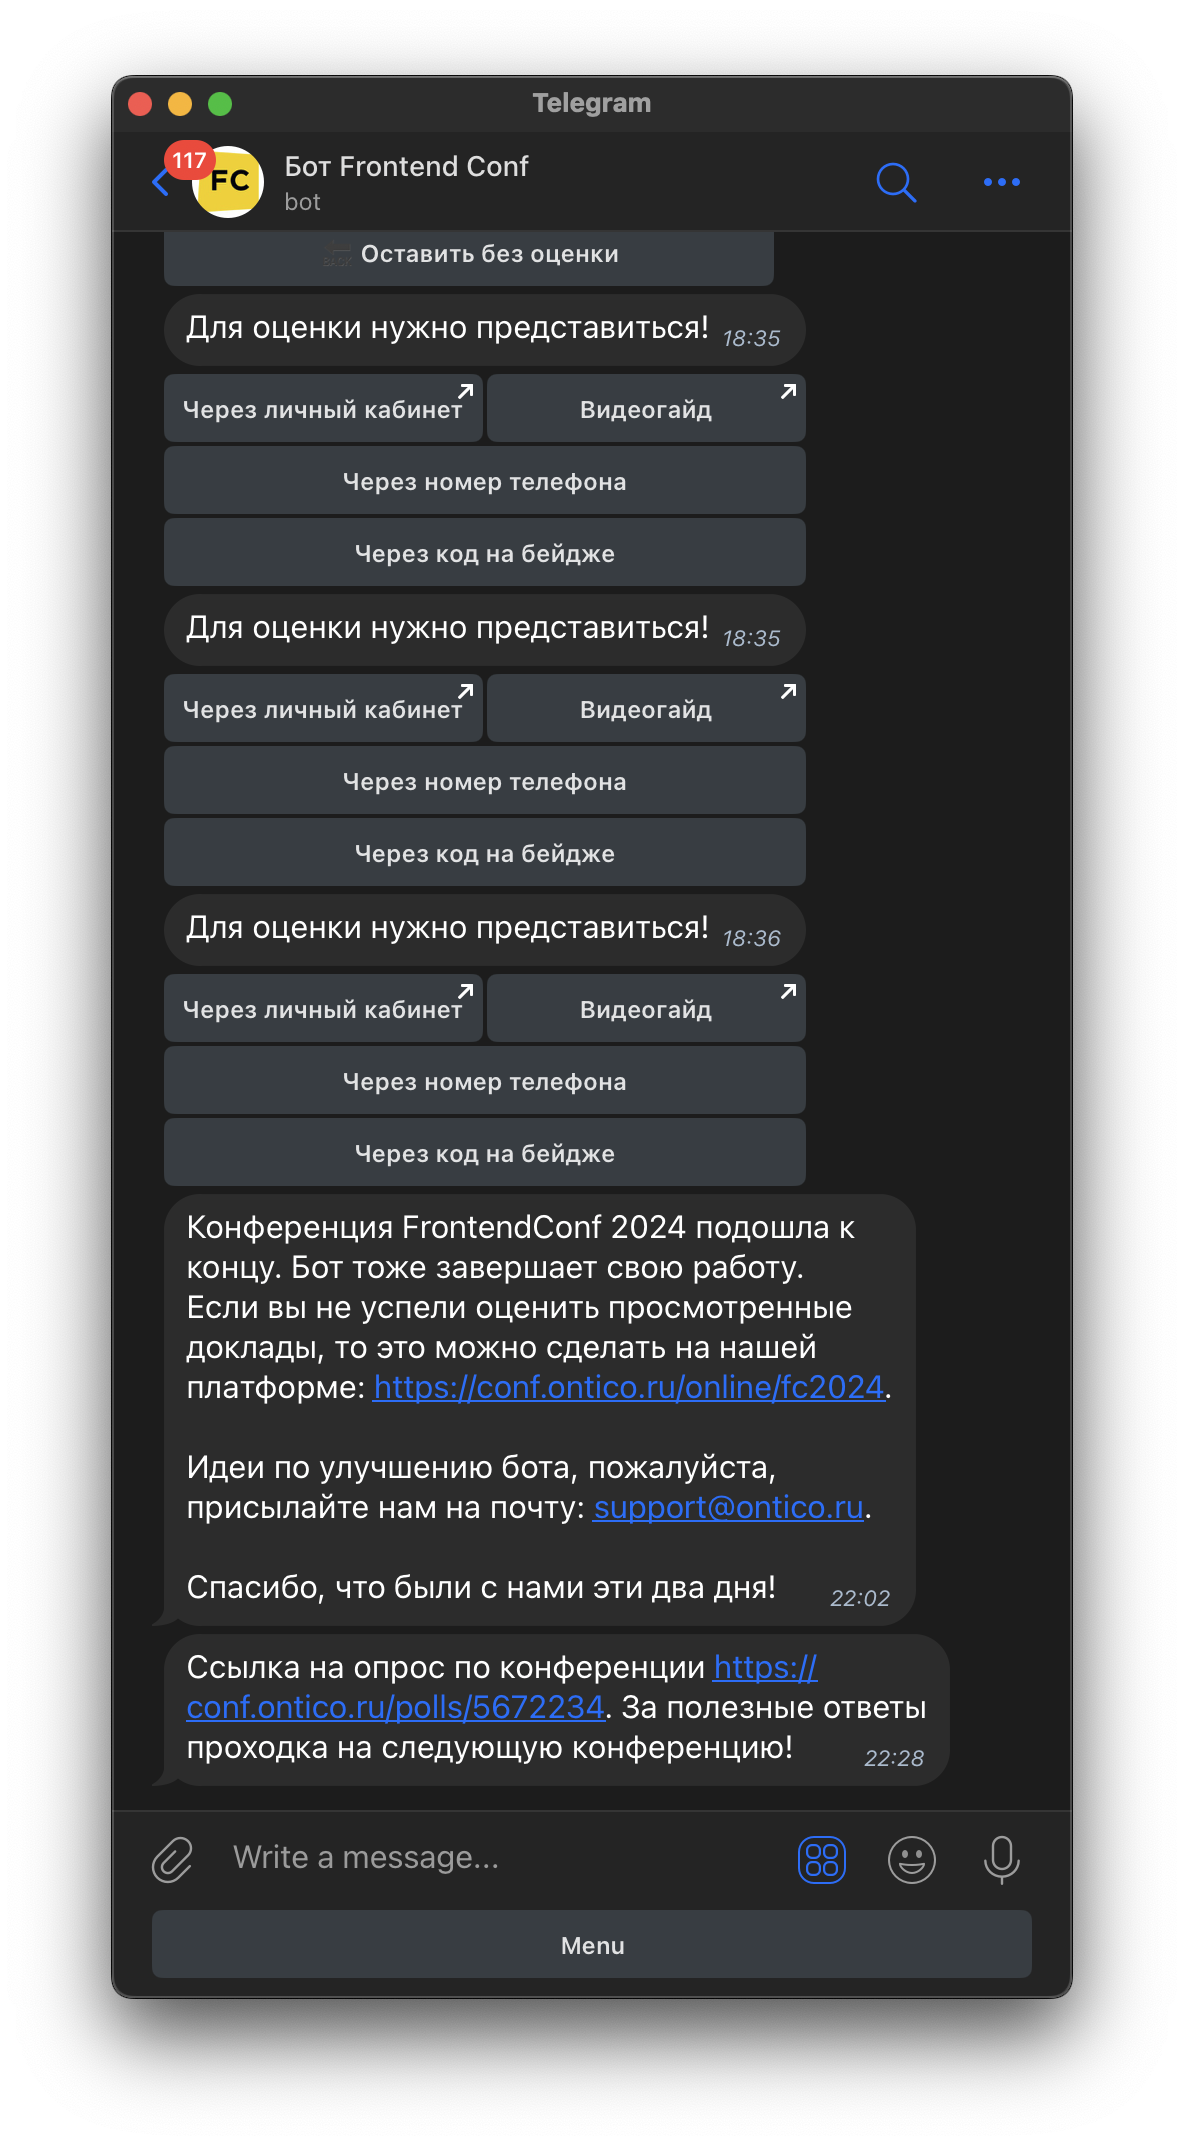 Telegram
117
FC
Бот Frontend Conf
bot
BACK Оставить без оценки
Для оценки нужно представиться! 18:35
Через личный кабинет Видеогайд
Через номер телефона
Через код на бейдже
Для оценки нужно представиться! 18:35
Через личный кабинет Видеогайд
Через номер телефона
Через код на бейдже
Для оценки нужно представиться! 18:36
Через личный кабинет Видеогайд
Через номер телефона
Через код на бейдже
Конференция FrontendConf 2024 подошла к
концу. Бот тоже завершает свою работу.
Если вы не успели оценить просмотренные
доклады, то это можно сделать на нашей
платформе: https://conf.ontico.ru/online/fc2024.
Идеи по улучшению бота, пожалуйста,
присылайте нам на почту: support@ontico.ru.
Спасибо, что были с нами эти два дня! 22:02
Ссылка на опрос по конференции https://
conf.ontico.ru/polls/5672234. За полезные ответы
проходка на следующую конференцию! 22:28
Write a message...
Menu